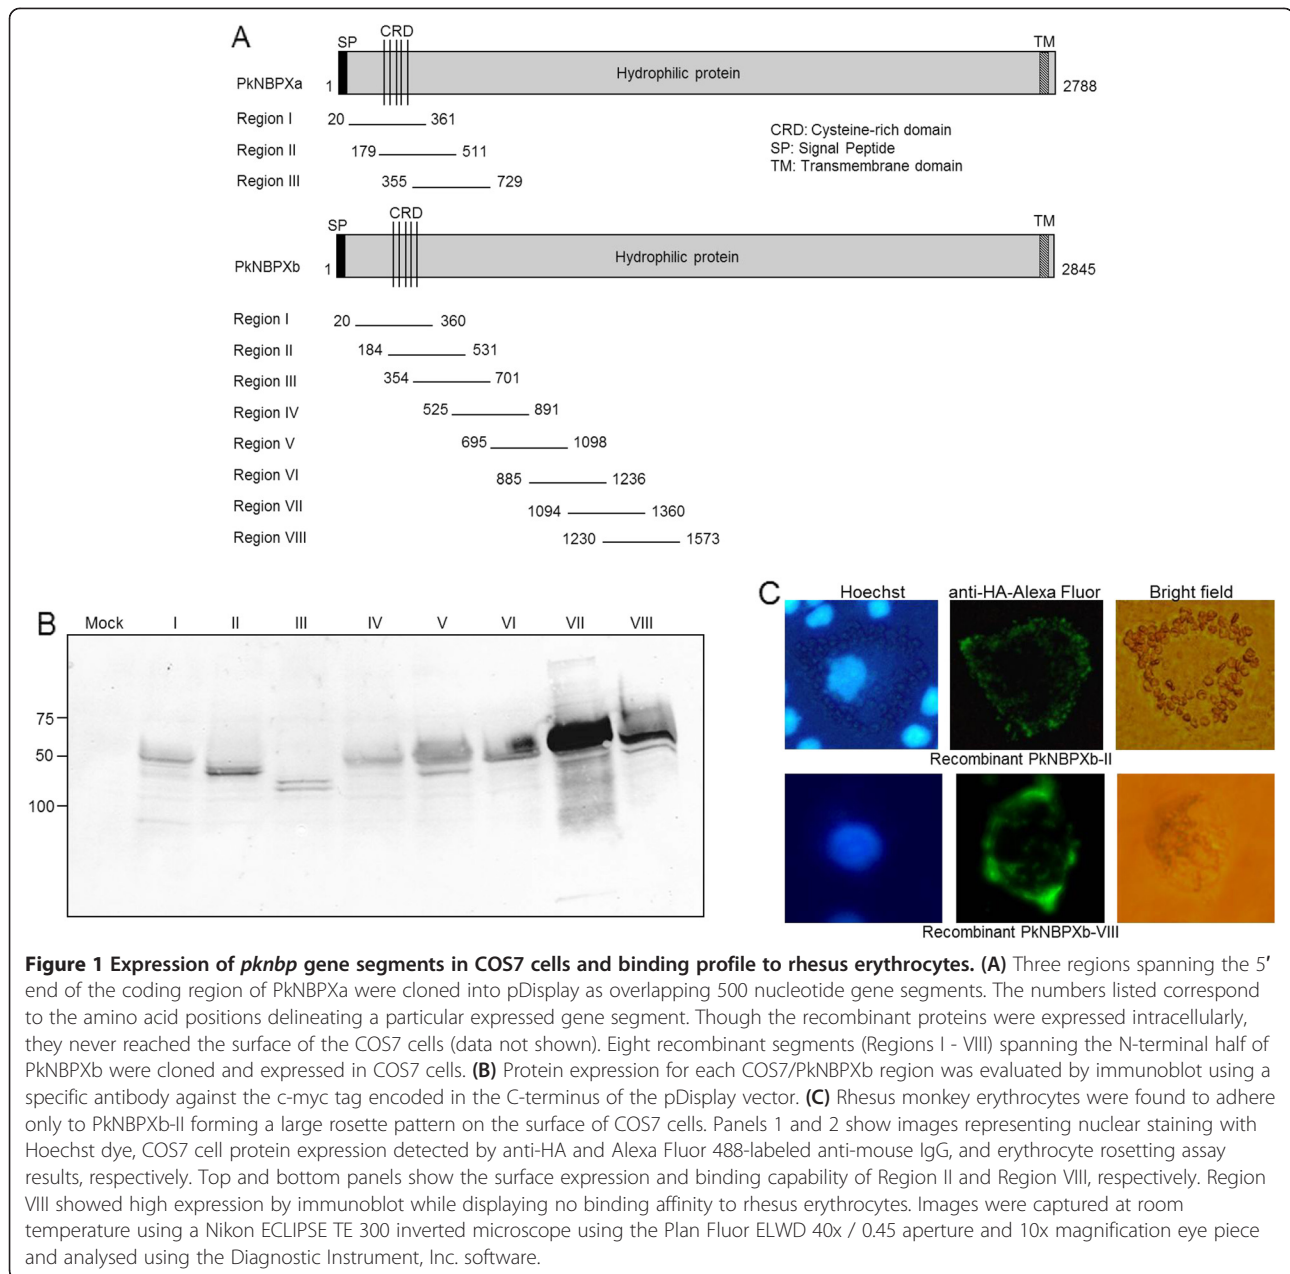 A
SP
CRD
TM
PkNBPXa
1
Hydrophilic protein
2788
Region I
20
361
Region II
179
511
Region III
355
729
CRD: Cysteine-rich domain
SP: Signal Peptide
TM: Transmembrane domain
SP
CRD
TM
PkNBPXb
1
Hydrophilic protein
2845
Region I
20
360
Region II
184
531
Region III
354
701
Region IV
525
891
Region V
695
1098
Region VI
885
1236
Region VII
1094
1360
Region VIII
1230
1573
B
Mock I II III IV V VI VII VIII
75
50
100
C
Hoechst anti-HA-Alexa Fluor Bright field
Recombinant PkNBPXb-II
Recombinant PkNBPXb-VIII
Figure 1 Expression of pknbp gene segments in COS7 cells and binding profile to rhesus erythrocytes. (A) Three regions spanning the 5′
end of the coding region of PkNBPXa were cloned into pDisplay as overlapping 500 nucleotide gene segments. The numbers listed correspond
to the amino acid positions delineating a particular expressed gene segment. Though the recombinant proteins were expressed intracellularly,
they never reached the surface of the COS7 cells (data not shown). Eight recombinant segments (Regions I - VIII) spanning the N-terminal half of
PkNBPXb were cloned and expressed in COS7 cells. (B) Protein expression for each COS7/PkNBPXb region was evaluated by immunoblot using a
specific antibody against the c-myc tag encoded in the C-terminus of the pDisplay vector. (C) Rhesus monkey erythrocytes were found to adhere
only to PkNBPXb-II forming a large rosette pattern on the surface of COS7 cells. Panels 1 and 2 show images representing nuclear staining with
Hoechst dye, COS7 cell protein expression detected by anti-HA and Alexa Fluor 488-labeled anti-mouse IgG, and erythrocyte rosetting assay
results, respectively. Top and bottom panels show the surface expression and binding capability of Region II and Region VIII, respectively. Region
VIII showed high expression by immunoblot while displaying no binding affinity to rhesus erythrocytes. Images were captured at room
temperature using a Nikon ECLIPSE TE 300 inverted microscope using the Plan Fluor ELWD 40x / 0.45 aperture and 10x magnification eye piece
and analysed using the Diagnostic Instrument, Inc. software.